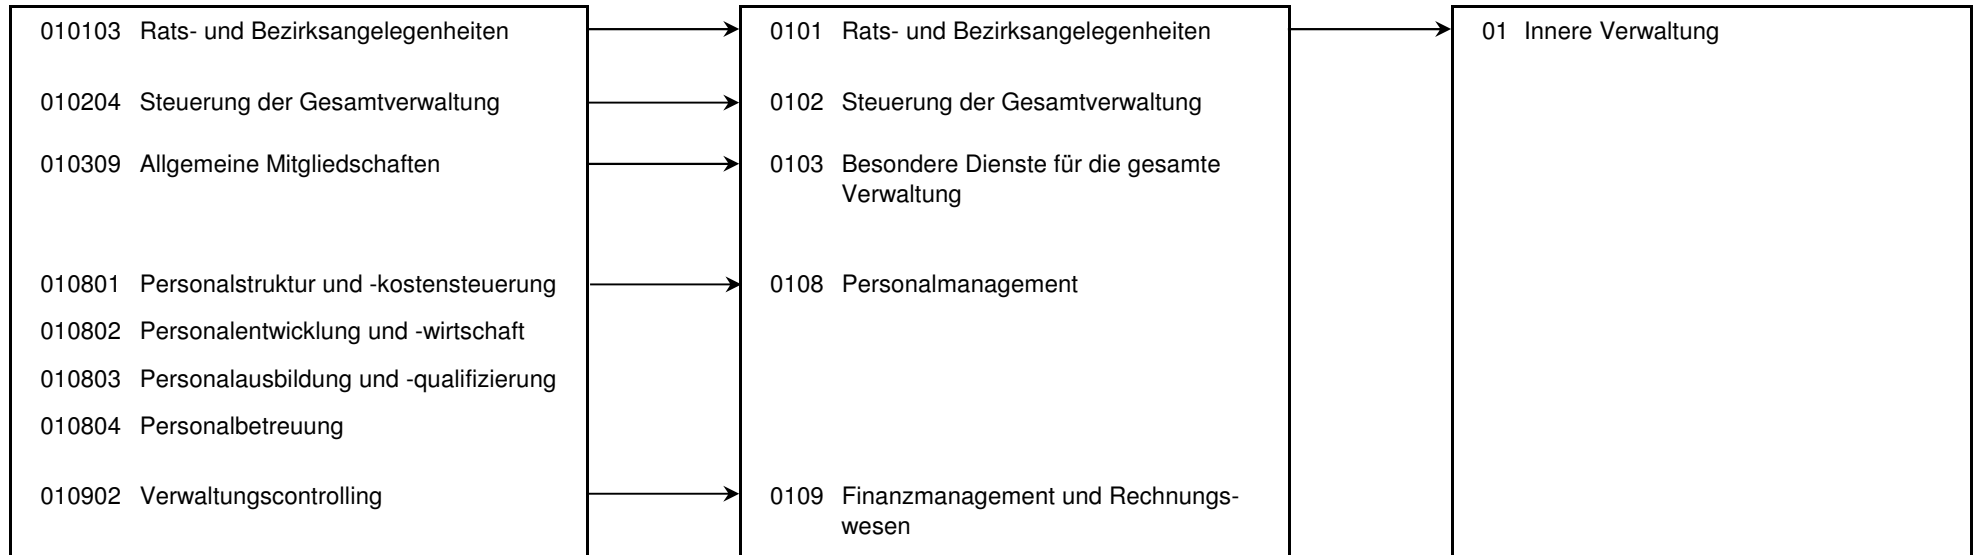 010103 Rats- und Bezirksangelegenheiten
0101 Rats- und Bezirksangelegenheiten
01 Innere Verwaltung
010204 Steuerung der Gesamtverwaltung
0102 Steuerung der Gesamtverwaltung
010309 Allgemeine Mitgliedschaften
0103 Besondere Dienste für die gesamte
Verwaltung
010801 Personalstruktur und -kostensteuerung
0108 Personalmanagement
010802 Personalentwicklung und -wirtschaft
010803 Personalausbildung und -qualifizierung
010804 Personalbetreuung
010902 Verwaltungscontrolling
0109 Finanzmanagement und Rechnungs-
wesen